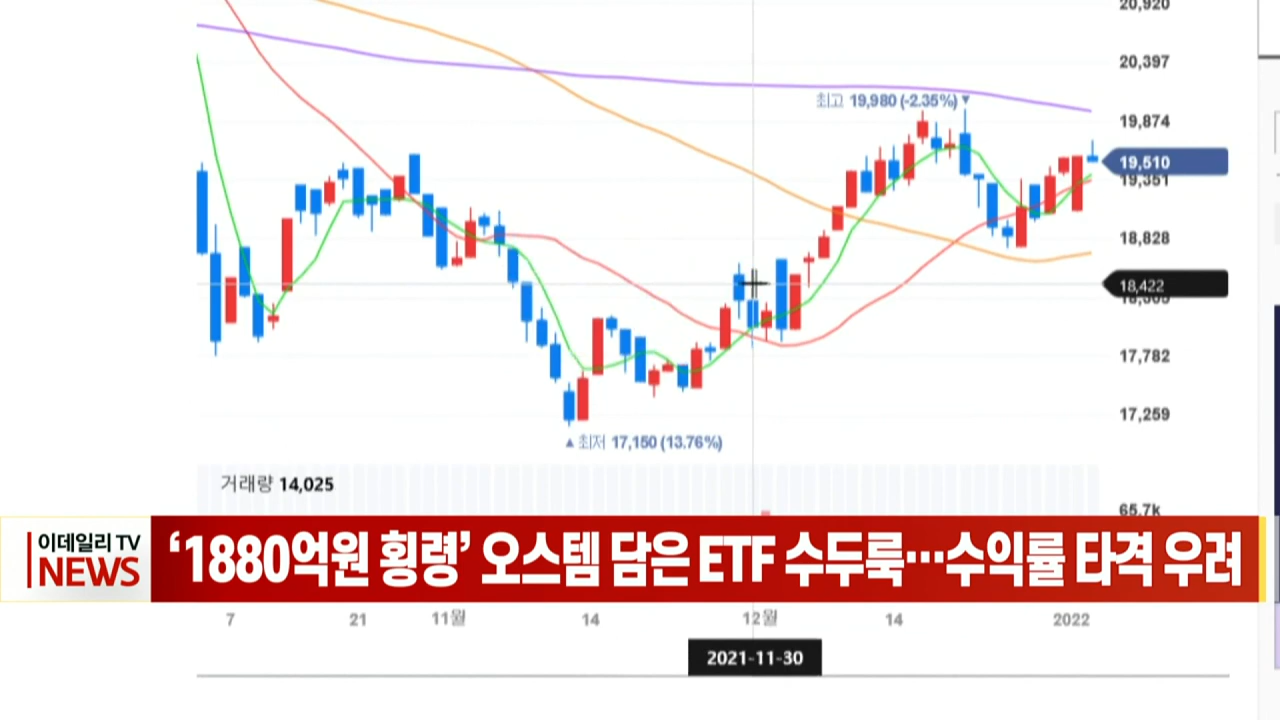 20,920
20,397
최고 19,980 (-2.35%) ▼
19,874
19,510
19,351
18,828
18,422
18,305
17,782
17,259
▲ 최저 17,150 (13.76%)
거래량 14,025
65.7k
이데일리 TV
NEWS
‘1880억원 횡령’ 오스템 담은 ETF 수두룩…수익률 타격 우려
7 21 11월 14 12월 14 2022
2021-11-30